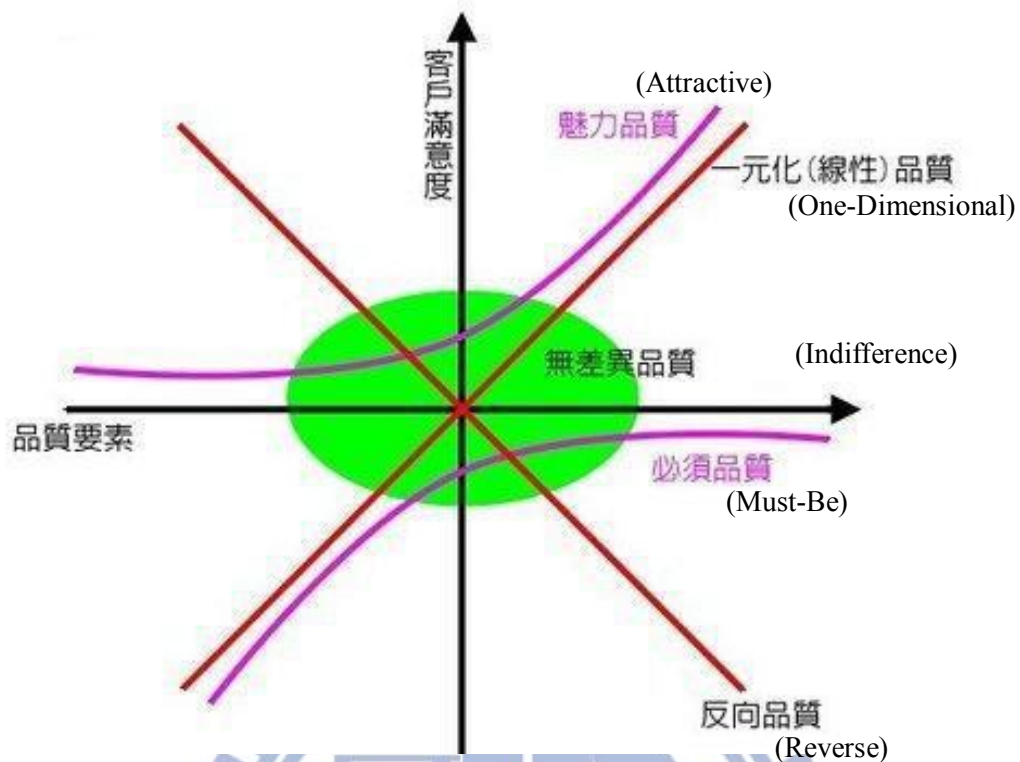 客戶滿意度
(Attractive)
魅力品質
一元化(線性)品質
(One-Dimensional)
無差異品質
(Indifference)
品質要素
必須品質
(Must-Be)
反向品質
(Reverse)